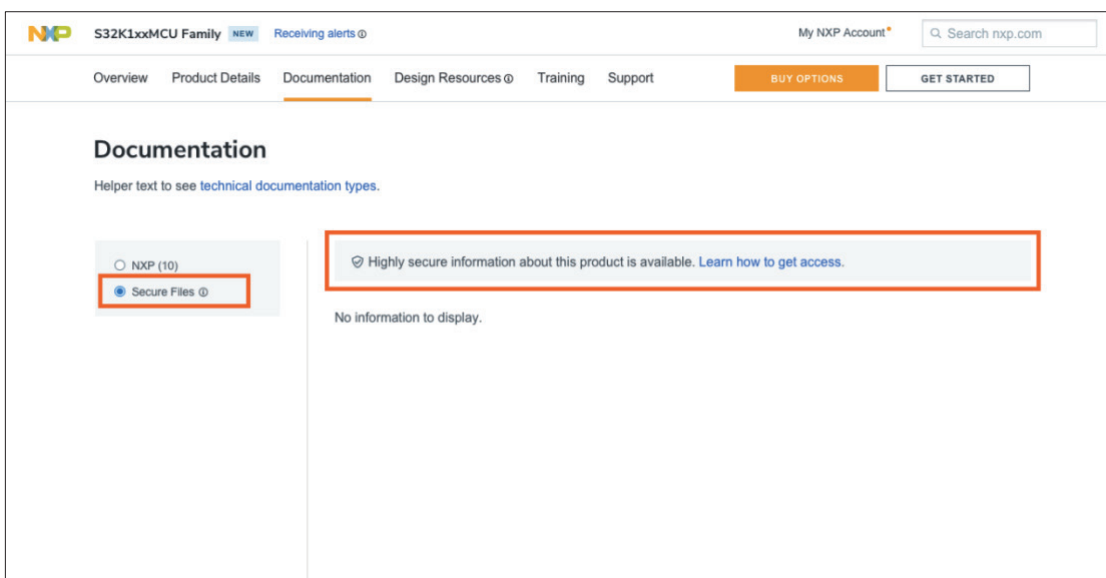 NXP S32K1xxMCU Family NEW Receiving alerts My NXP Account Search nxp.com
Overview Product Details Documentation Design Resources Training Support BUY OPTIONS GET STARTED
Documentation
Helper text to see technical documentation types.
NXP (10)
Secure Files
Highly secure information about this product is available. Learn how to get access.
No information to display.